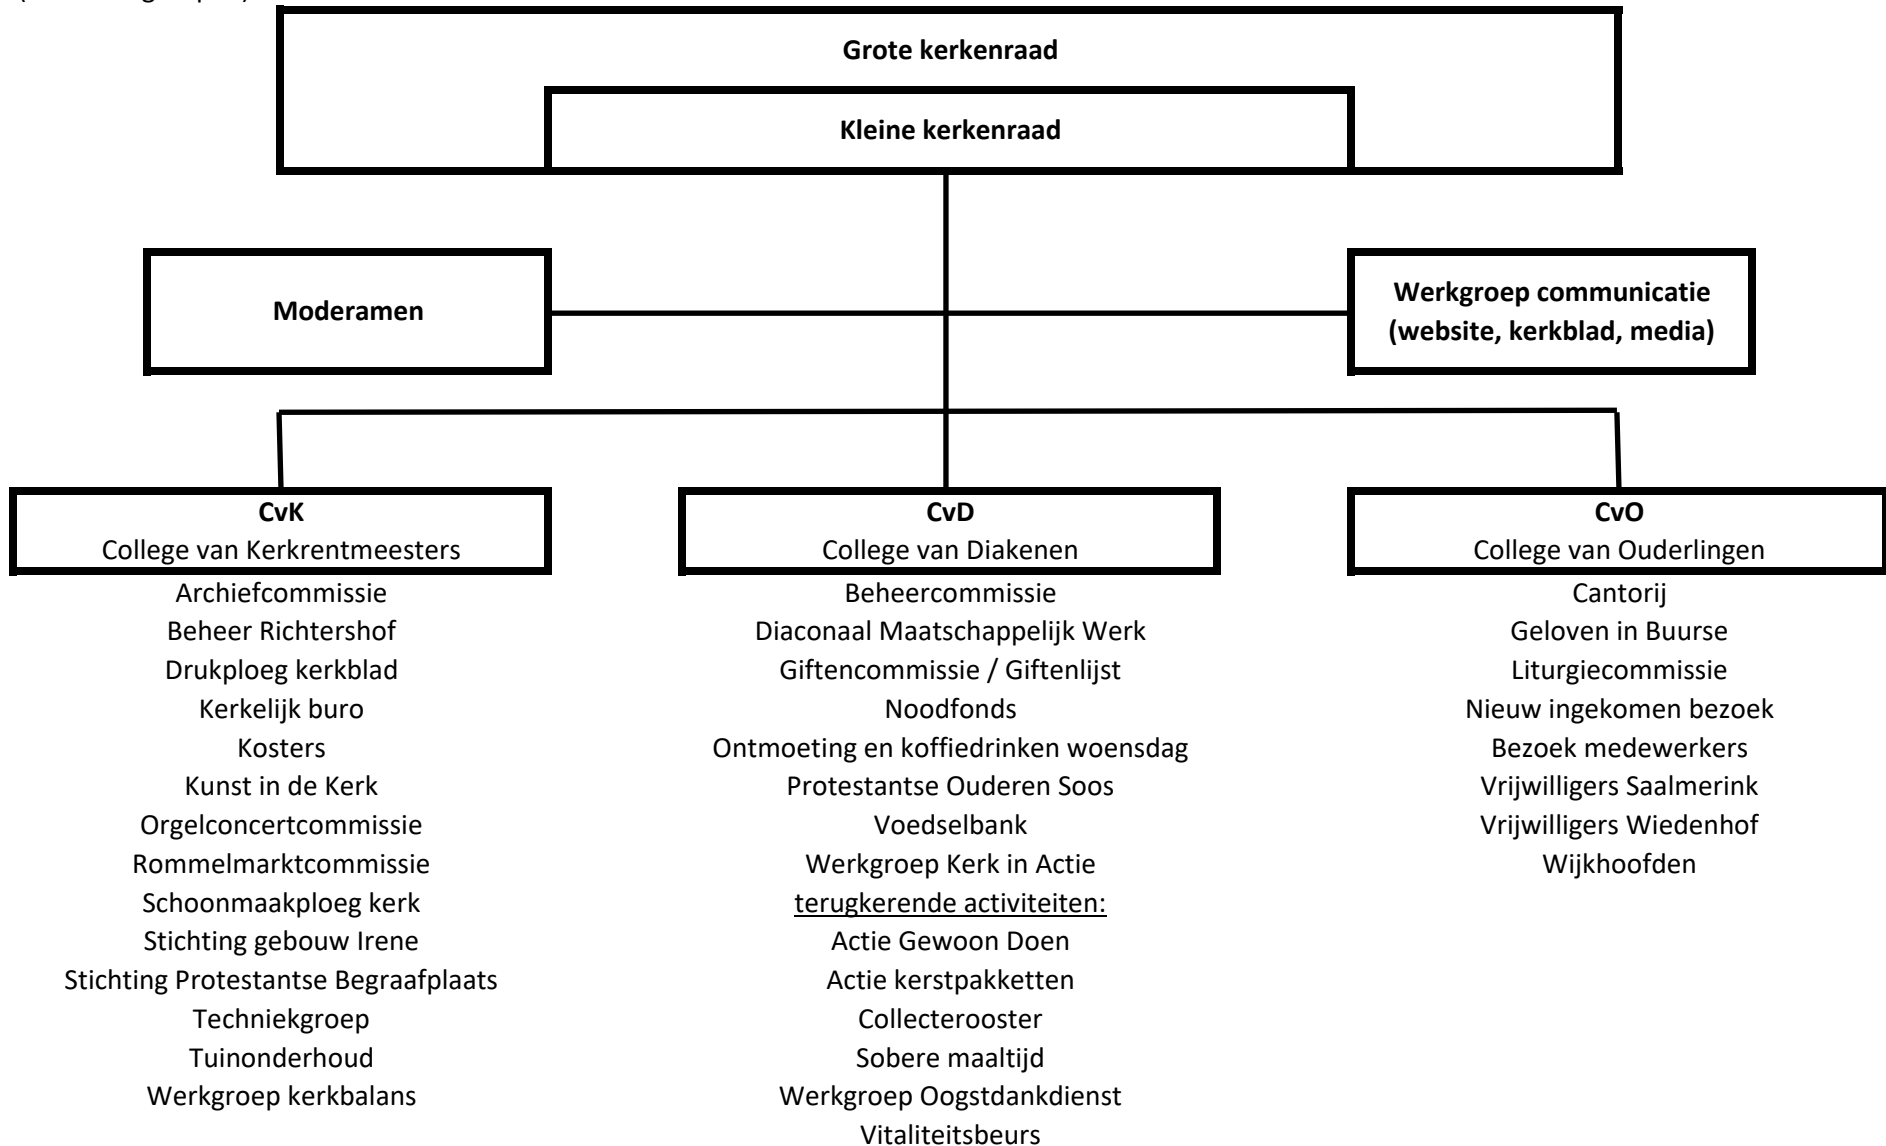 Grote kerkenraad
Kleine kerkenraad
Moderamen
Werkgroep communicatie
(website, kerkblad, media)
CvK
College van Kerkrentmeesters
Archiefcommissie
Beheer Richtershof
Drukploeg kerkblad
Kerkelijk buro
Kosters
Kunst in de Kerk
Orgelconcertcommissie
Rommelmarktcommissie
Schoonmaakploeg kerk
Stichting gebouw Irene
Stichting Protestantse Begraafplaats
Techniekgroep
Tuinonderhoud
Werkgroep kerkbalans
CvD
College van Diakenen
Beheercommissie
Diaconaal Maatschappelijk Werk
Giftencommissie / Giftenlijst
Noodfonds
Ontmoeting en koffiedrinken woensdag
Protestantse Ouderen Soos
Voedselbank
Werkgroep Kerk in Actie
terugkerende activiteiten:
Actie Gewoon Doen
Actie kerstpakketten
Collecterooster
Sobere maaltijd
Werkgroep Oogstdankdienst
Vitaliteitsbeurs
CvO
College van Ouderlingen
Cantorij
Geloven in Buurse
Liturgiecommissie
Nieuw ingekomen bezoek
Bezoek medewerkers
Vrijwilligers Saalmerink
Vrijwilligers Wiedenhof
Wijkhoofden